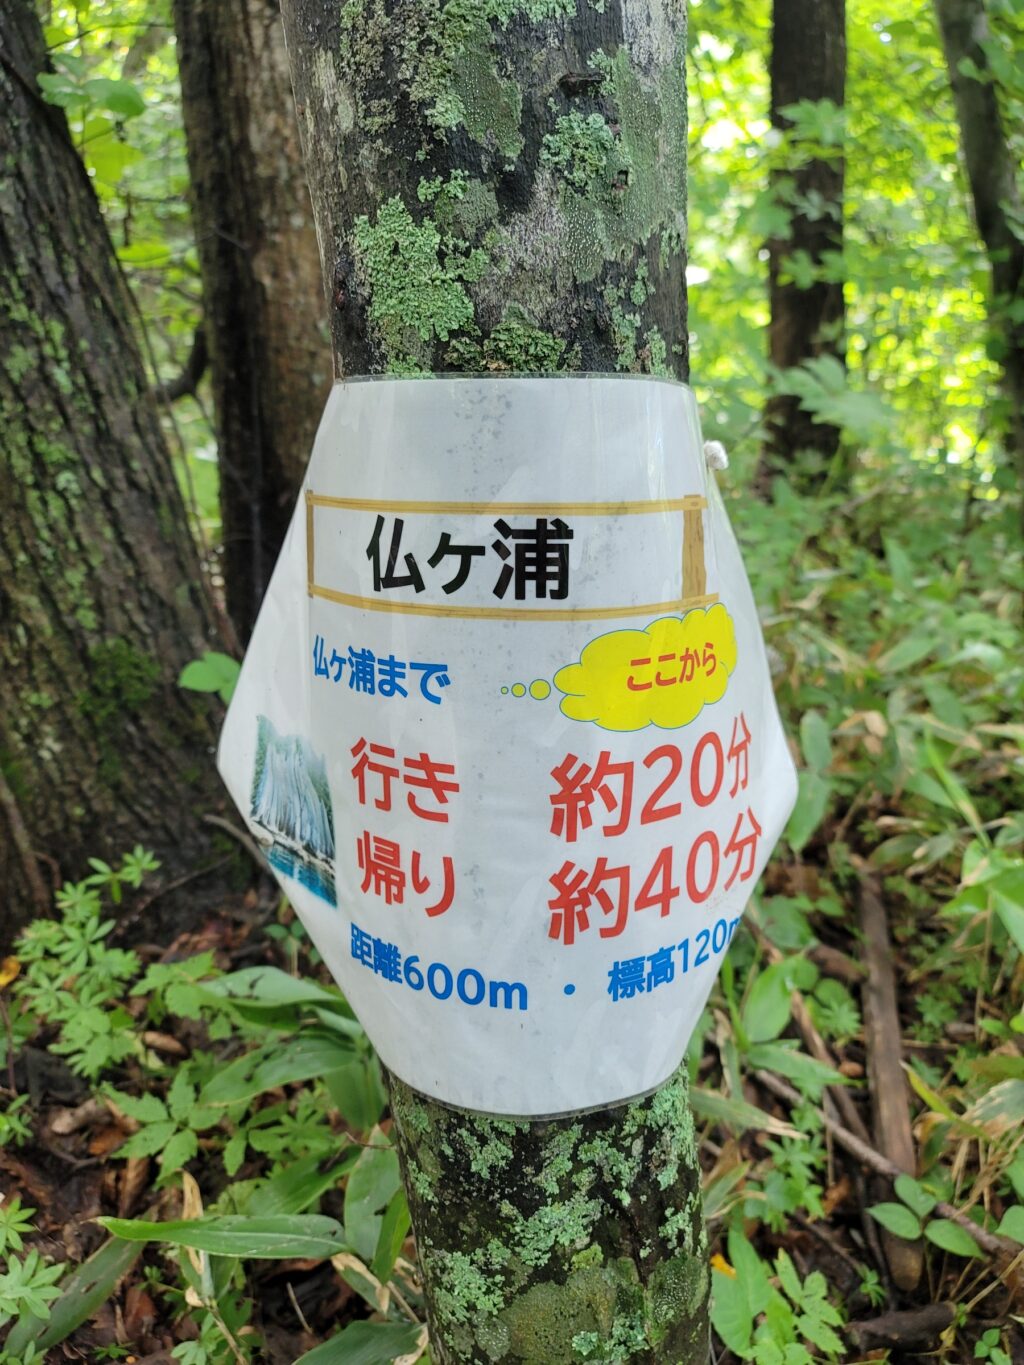 仏ヶ浦
仏ヶ浦まで ここから
行き 約20分
帰り 約40分
距離600m ・ 標高120m